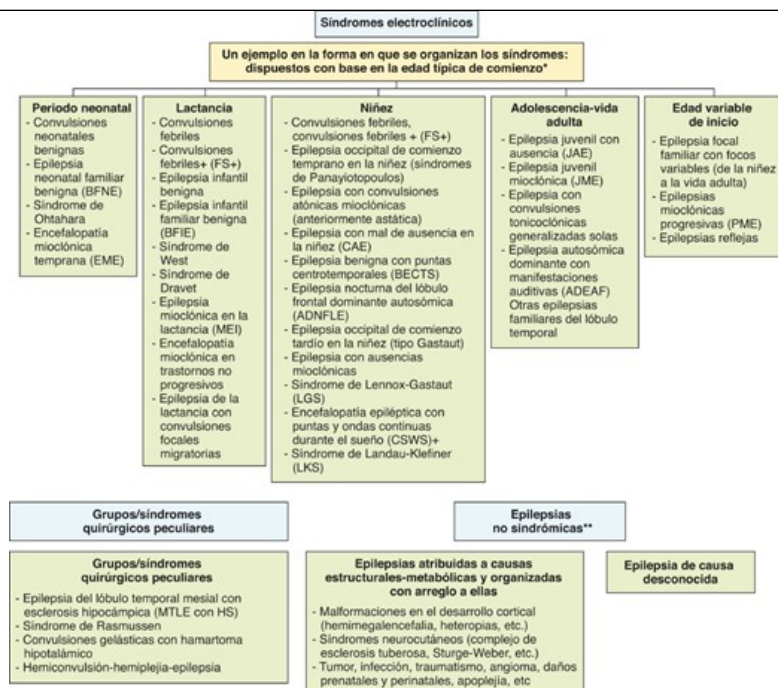 Síndromes electroclínicos
Un ejemplo en la forma en que se organizan los síndromes:
dispuestos con base en la edad típica de comienzo*
Periodo neonatal
- Convulsiones
neonatales
benignas
- Epilepsia
neonatal familiar
benigna (BFNE)
- Síndrome de
Ohtahara
- Encefalopatía
mioclónica
temprana (EME)
Lactancia
- Convulsiones
febriles
- Convulsiones
febriles+ (FS+)
- Epilepsia infantil
benigna
- Epilepsia infantil
familiar benigna
(BFIE)
- Síndrome de
West
- Síndrome de
Dravet
- Epilepsia
mioclónica en la
lactancia (MEI)
- Encefalopatía
mioclónica en
trastornos no
progresivos
- Epilepsia de la
lactancia con
convulsiones
focales
migratorias
Niñez
- Convulsiones febriles,
convulsiones febriles + (FS+)
- Epilepsia occipital de comienzo
temprano en la niñez (síndromes
de Panayiotopoulos)
- Epilepsia con convulsiones
atónicas mioclónicas
(anteriormente astática)
- Epilepsia con mal de ausencia en
la niñez (CAE)
- Epilepsia benigna con puntas
centrotemporales (BECTS)
- Epilepsia nocturna del lóbulo
frontal dominante autosómica
(ADNFLE)
- Epilepsia occipital de comienzo
tardío en la niñez (tipo Gastaut)
- Epilepsia con ausencias
mioclónicas
- Síndrome de Lennox-Gastaut
(LGS)
- Encefalopatía epiléptica con
puntas y ondas continuas
durante el sueño (CSWS)+
- Síndrome de Landau-Kleffner
(LKS)
Adolescencia-vida
adulta
- Epilepsia juvenil con
ausencia (JAE)
- Epilepsia juvenil
mioclónica (JME)
- Epilepsia con
convulsiones
tonicoclónicas
generalizadas solas
- Epilepsia autosómica
dominante con
manifestaciones
auditivas (ADEAF)
- Otras epilepsias
familiares del lóbulo
temporal
Edad variable
de inicio
- Epilepsia focal
familiar con focos
variables (de la niñez
a la vida adulta)
- Epilepsias
mioclónicas
progresivas (PME)
- Epilepsias reflejas
Grupos/síndromes
quirúrgicos peculiares
Grupos/síndromes
quirúrgicos peculiares
- Epilepsia del lóbulo temporal mesial con
esclerosis hipocámpica (MTLE con HS)
- Síndrome de Rasmussen
- Convulsiones gelásticas con hamartoma
hipotalámico
- Hemiconvulsión-hemiplejia-epilepsia
Epilepsias
no sindrómicas**
Epilepsias atribuidas a causas
estructurales-metabólicas y organizadas
con arreglo a ellas
- Malformaciones en el desarrollo cortical
(hemimegalencefalia, heteropias, etc.)
- Síndromes neurocutáneos (complejo de
esclerosis tuberosa, Sturge-Weber, etc.)
- Tumor, infección, traumatismo, angioma, daños
prenatales y perinatales, apoplejía, etc
Epilepsia de causa
desconocida